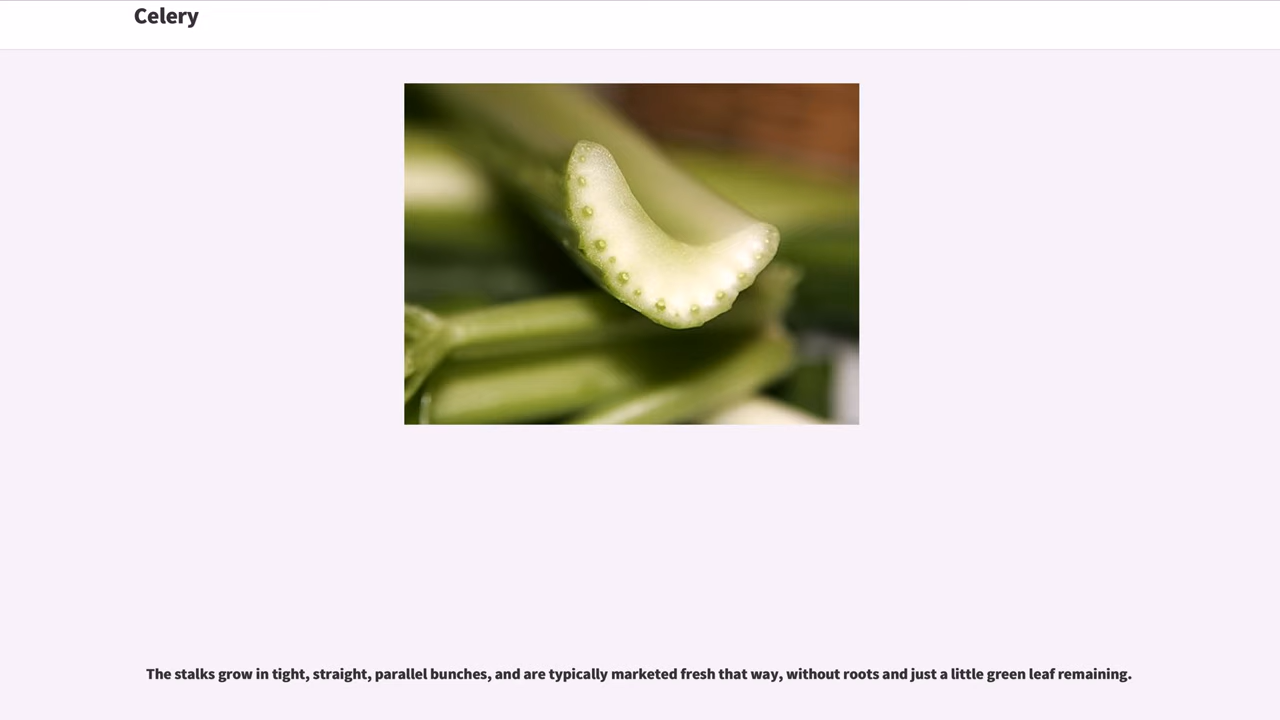 Celery
The stalks grow in tight, straight, parallel bunches, and are typically marketed fresh that way, without roots and just a little green leaf remaining.